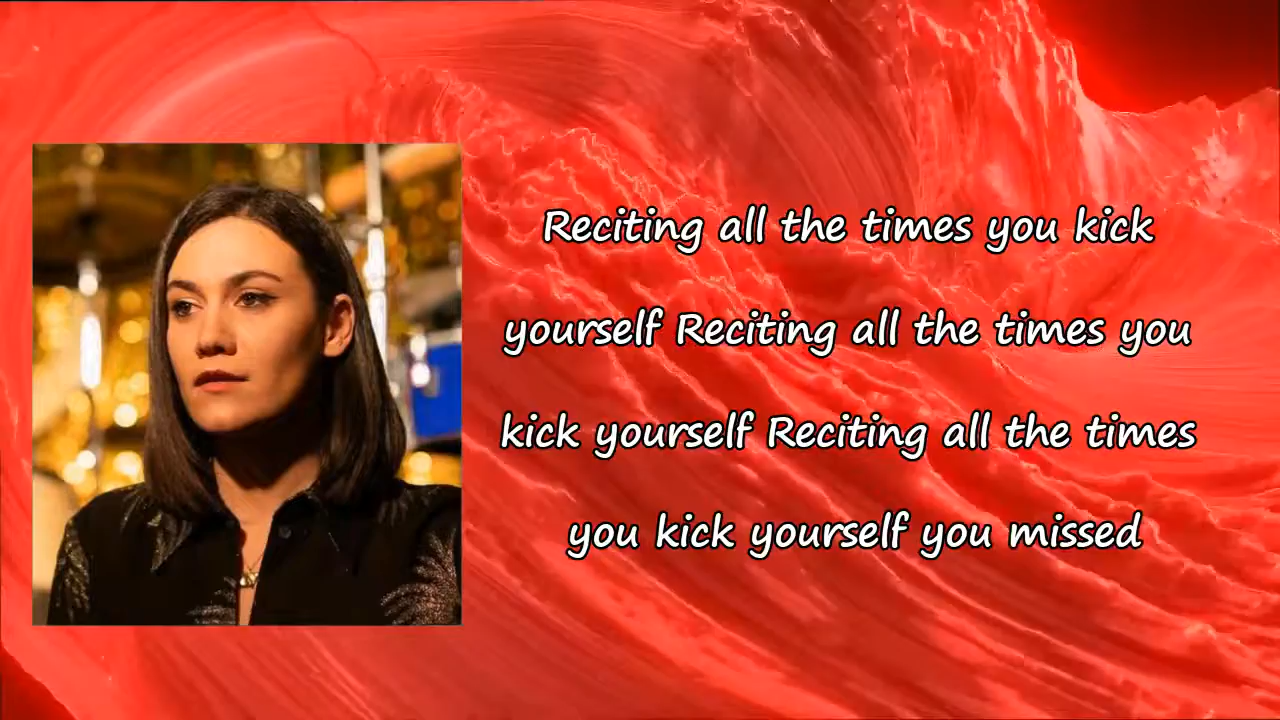 Reciting all the times you kick
yourself Reciting all the times you
kick yourself Reciting all the times
you kick yourself you missed